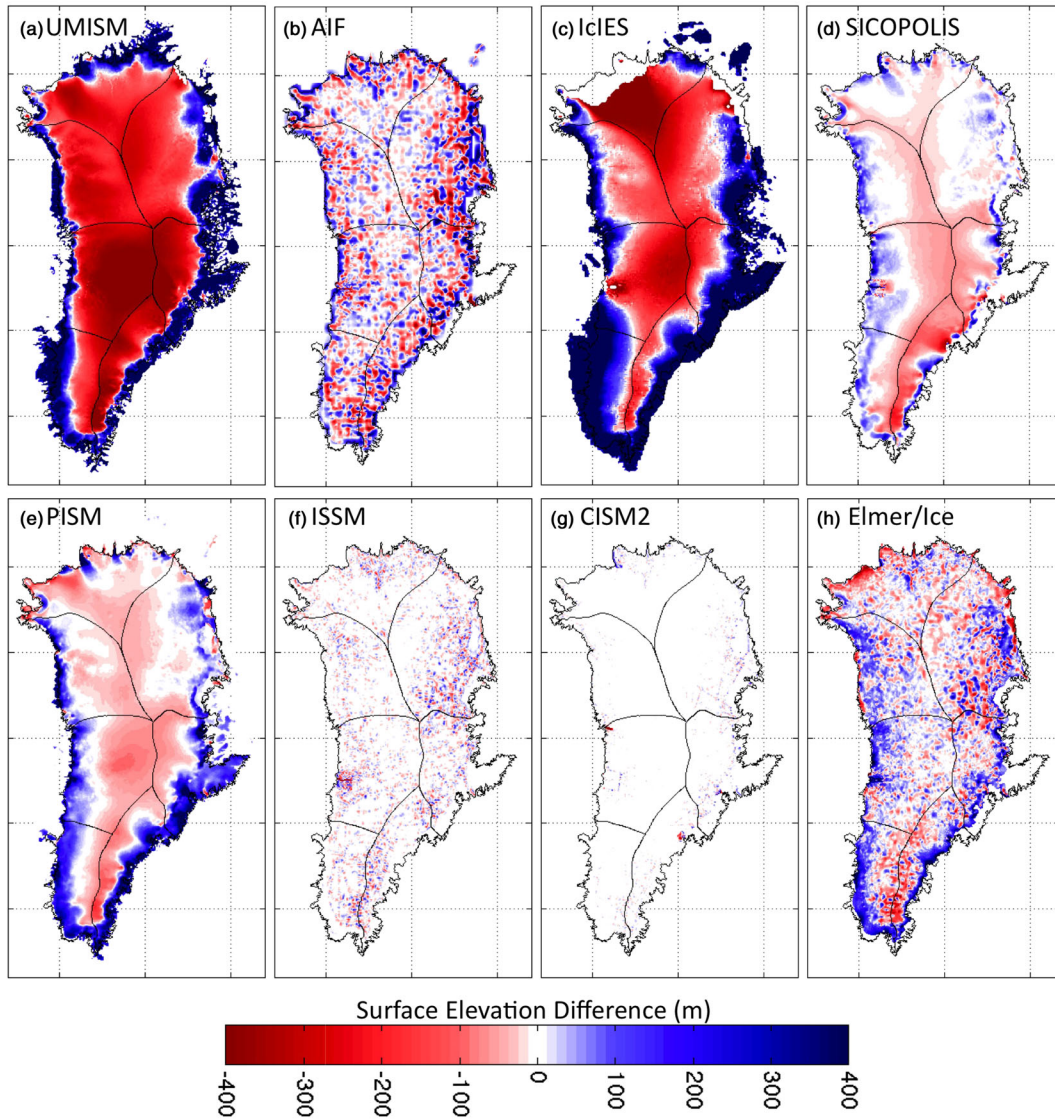 (a) UMISM
(b) AIF
(c) IcIES
(d) SICOPOLIS
(e) PISM
(f) ISSM
(g) CISM2
(h) Elmer/Ice
Surface Elevation Difference (m)
-400 -300 -200 -100 0 100 200 300 400